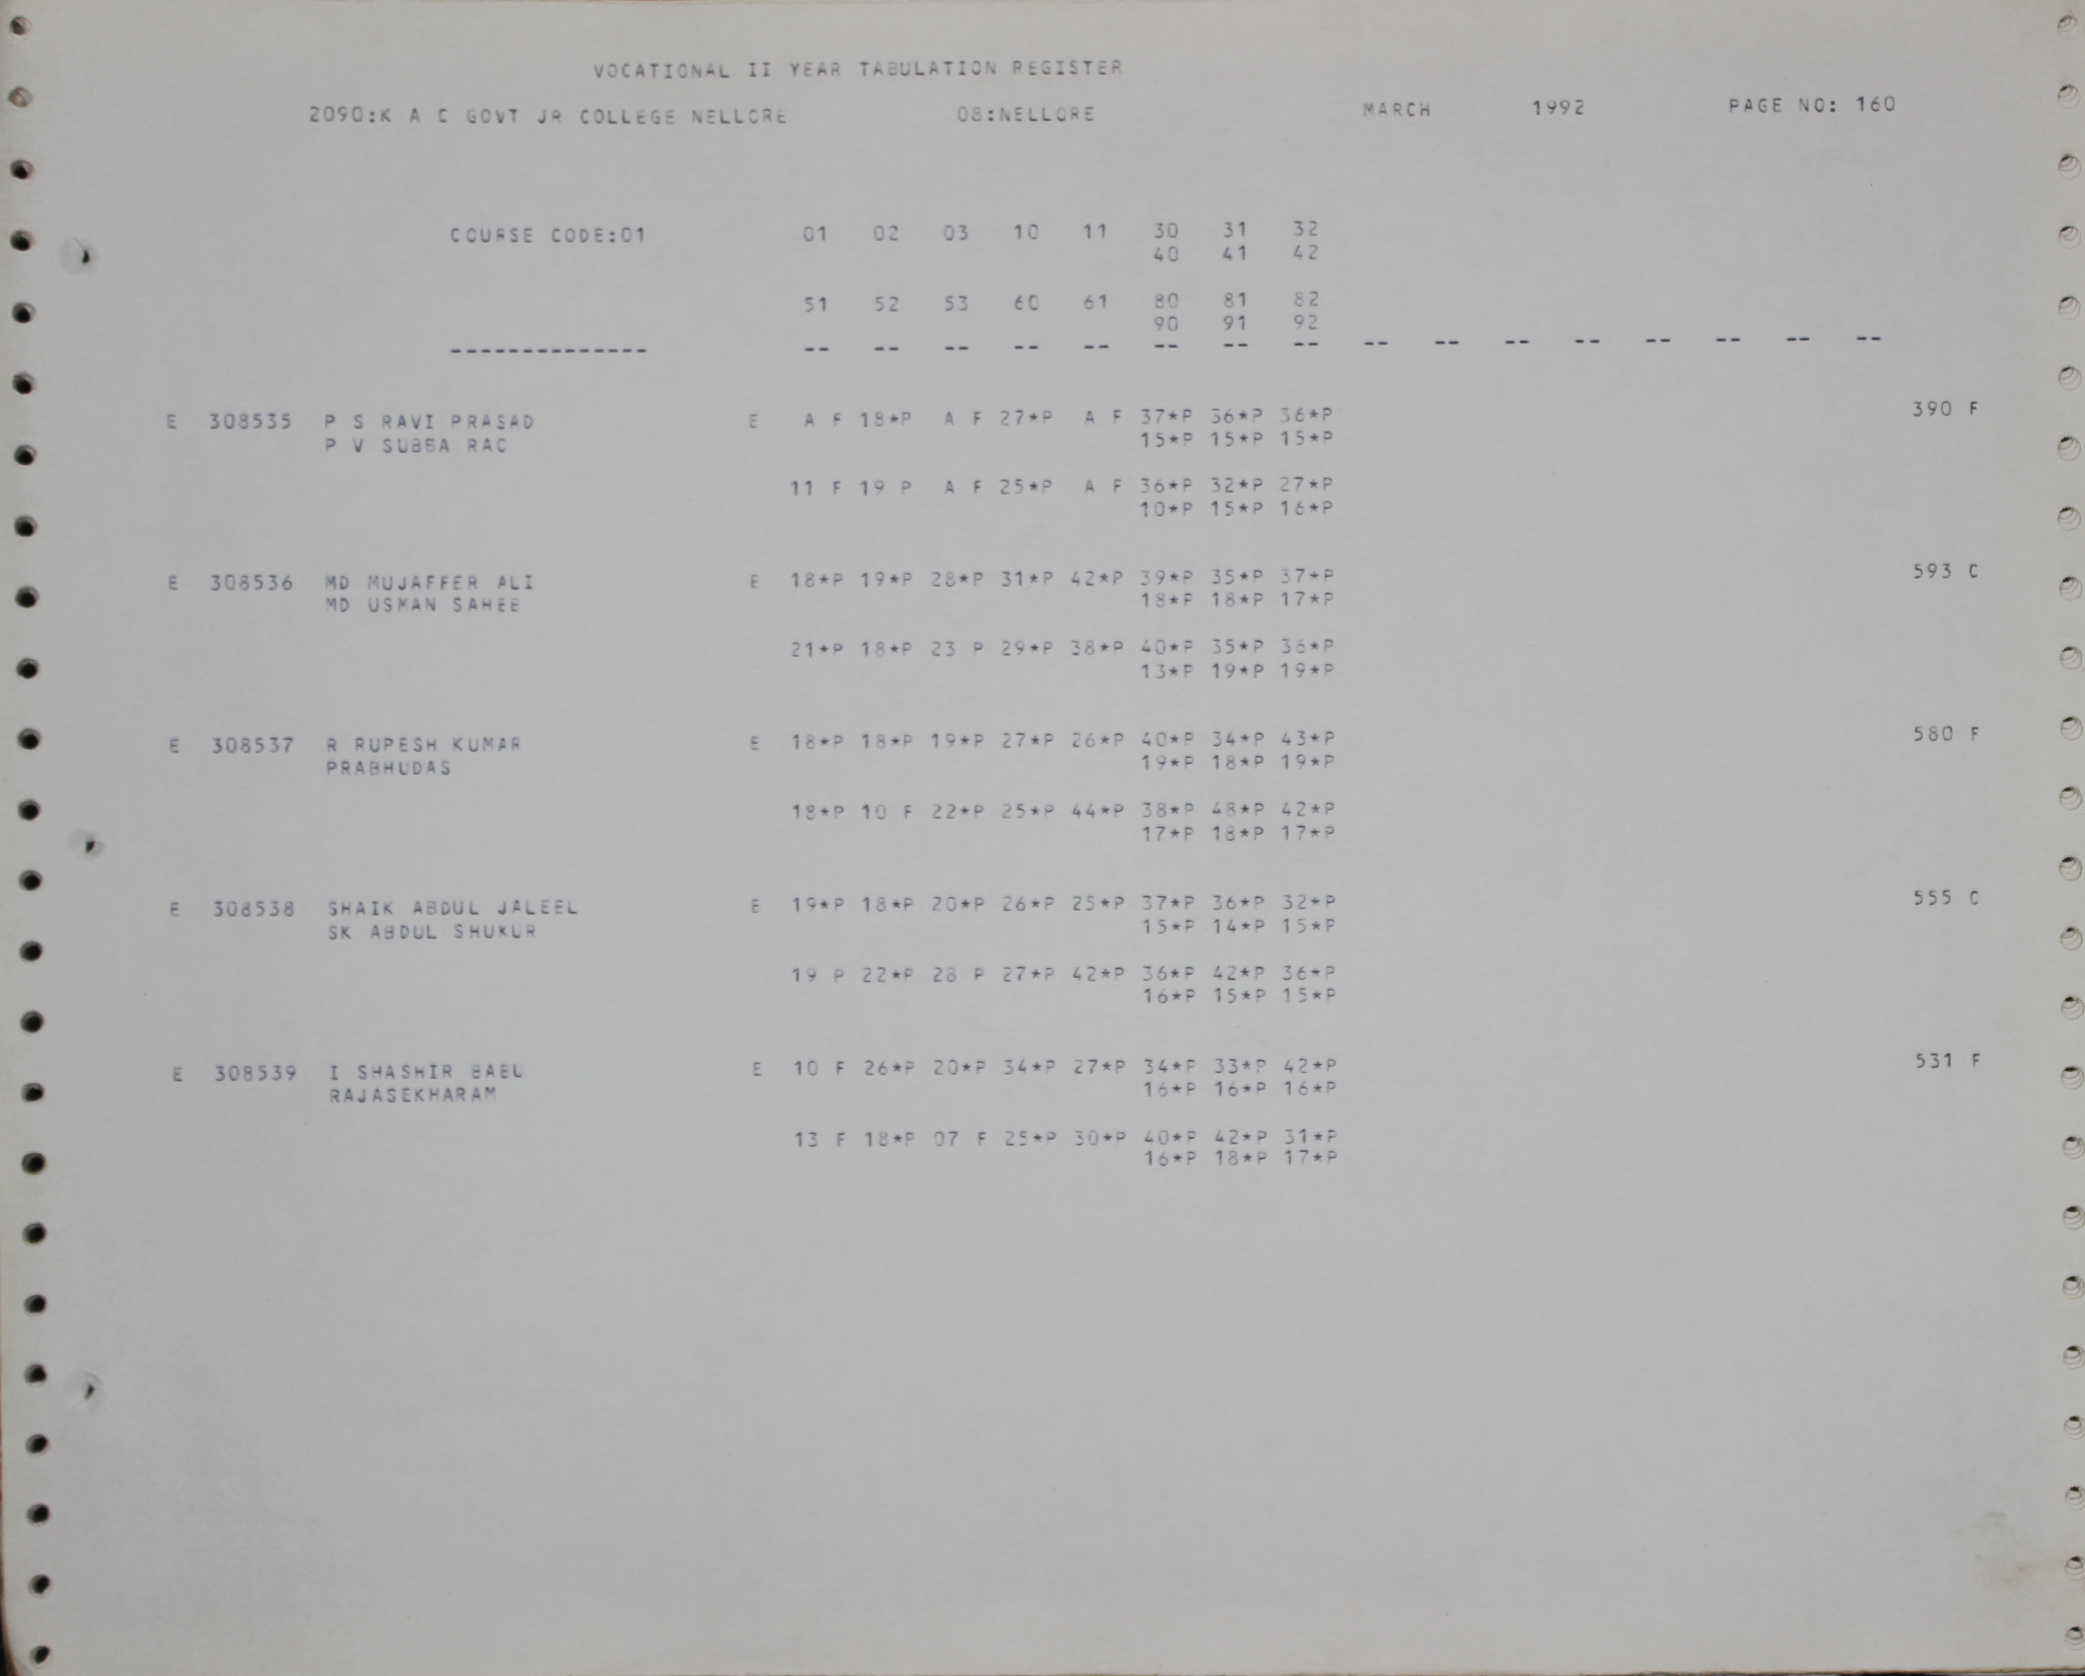 VOCATIONAL II YEAR TABULATION REGISTER
2090:K A C GOVT JR COLLEGE NELLORE 08:NELLORE MARCH 1992 PAGE NO: 160
COURSE CODE:01 01 02 03 10 11 30 31 32
40 41 42
51 52 53 60 61 80 81 82
90 91 92
-------------- -- -- -- -- -- -- -- -- -- -- -- -- -- -- -- --
E 308535 P S RAVI PRASAD E A F 18*P A F 27*P A F 37*P 36*P 36*P 390 F
P V SUBBA RAO 15*P 15*P 15*P
11 F 19 P A F 25*P A F 36*P 32*P 27*P
10*P 15*P 16*P
E 308536 MD MUJAFFER ALI E 18*P 19*P 28*P 31*P 42*P 39*P 35*P 37*P 593 C
MD USMAN SAHEB 18*P 18*P 17*P
21*P 18*P 23 P 29*P 38*P 40*P 35*P 36*P
13*P 19*P 19*P
E 308537 R RUPESH KUMAR E 18*P 18*P 19*P 27*P 26*P 40*P 34*P 43*P 580 F
PRABHUDAS 19*P 18*P 19*P
18*P 10 F 22*P 25*P 44*P 38*P 48*P 42*P
17*P 18*P 17*P
E 308538 SHAIK ABDUL JALEEL E 19*P 18*P 20*P 26*P 25*P 37*P 36*P 32*P 555 C
SK ABDUL SHUKUR 15*P 14*P 15*P
19 P 22*P 28 P 27*P 42*P 36*P 42*P 36*P
16*P 15*P 15*P
E 308539 I SHASHIR BABU E 10 F 26*P 20*P 34*P 27*P 34*P 33*P 42*P 531 F
RAJASEKHARAM 16*P 16*P 16*P
13 F 18*P 07 F 25*P 30*P 40*P 42*P 31*P
16*P 18*P 17*P